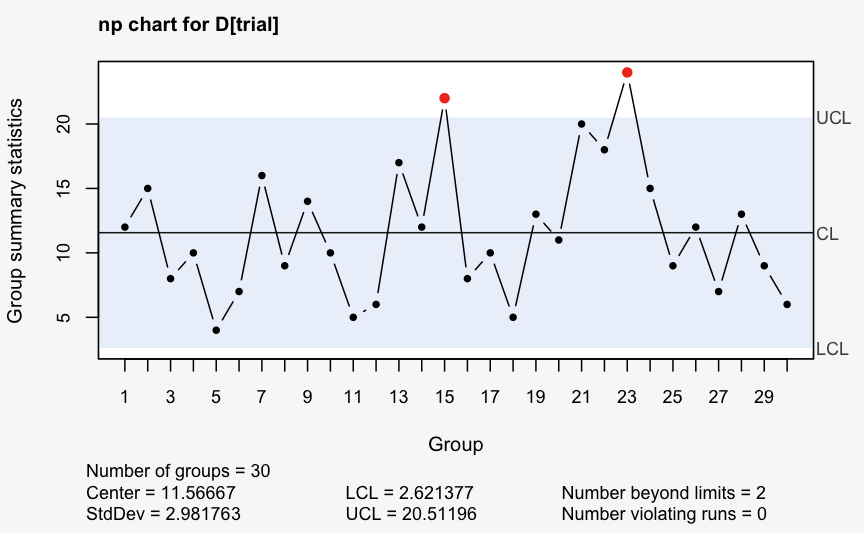 np chart for D[trial]
Group summary statistics
20
15
10
5
UCL
CL
LCL
1 3 5 7 9 11 13 15 17 19 21 23 25 27 29
Group
Number of groups = 30
Center = 11.56667 LCL = 2.621377 Number beyond limits = 2
StdDev = 2.981763 UCL = 20.51196 Number violating runs = 0